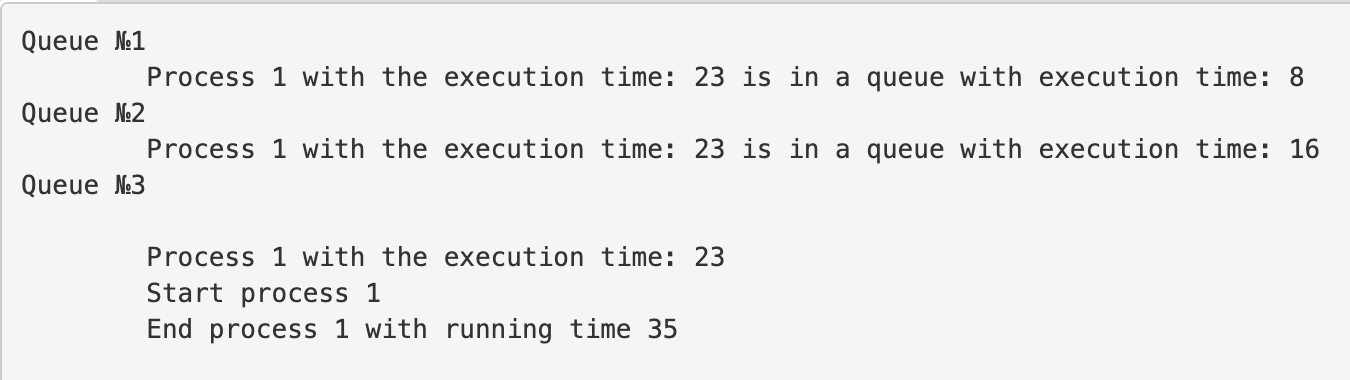 Queue №1
Process 1 with the execution time: 23 is in a queue with execution time: 8
Queue №2
Process 1 with the execution time: 23 is in a queue with execution time: 16
Queue №3
Process 1 with the execution time: 23
Start process 1
End process 1 with running time 35